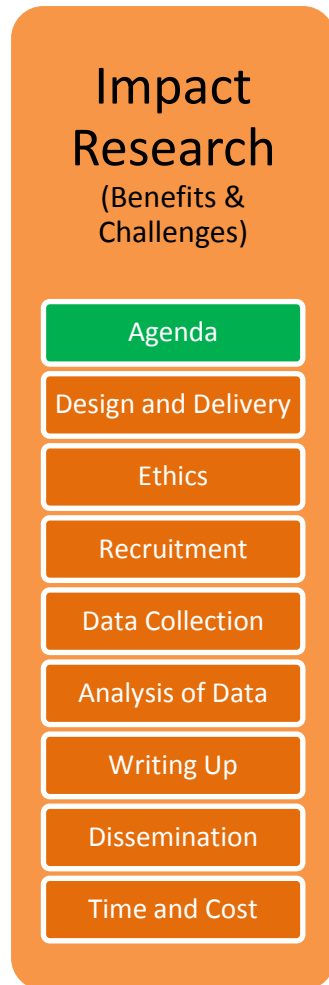 Impact
Research
(Benefits &
Challenges)
Agenda
Design and Delivery
Ethics
Recruitment
Data Collection
Analysis of Data
Writing Up
Dissemination
Time and Cost